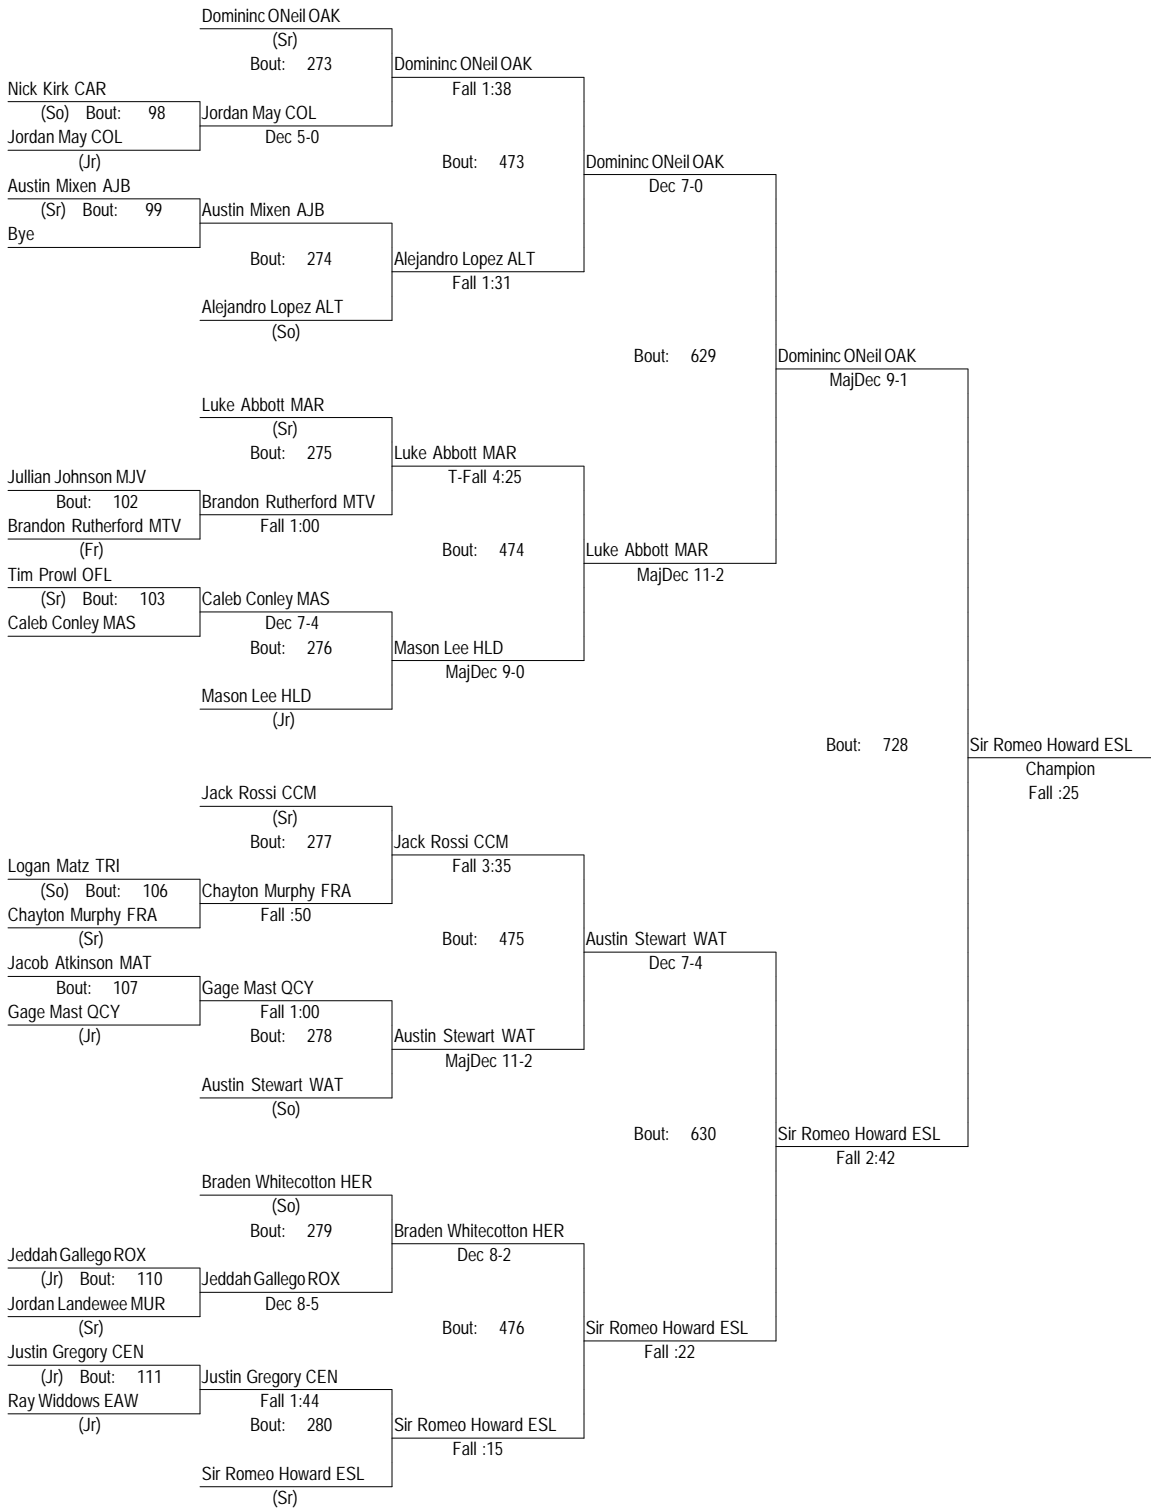 Domininc ONeil OAK
(Sr)
Bout: 273 Domininc ONeil OAK
Nick Kirk CAR Fall 1:38
(So) Bout: 98 Jordan May COL
Jordan May COL Dec 5-0
(Jr) Bout: 473 Domininc ONeil OAK
Austin Mixen AJB Dec 7-0
(Sr) Bout: 99 Austin Mixen AJB
Bye
Bout: 274 Alejandro Lopez ALT
Fall 1:31
Alejandro Lopez ALT
(So)
Bout: 629 Domininc ONeil OAK
MajDec 9-1
Luke Abbott MAR
(Sr)
Bout: 275 Luke Abbott MAR
Jullian Johnson MJV T-Fall 4:25
Bout: 102 Brandon Rutherford MTV
Brandon Rutherford MTV Fall 1:00
(Fr) Bout: 474 Luke Abbott MAR
Tim Prowl OFL MajDec 11-2
(Sr) Bout: 103 Caleb Conley MAS
Caleb Conley MAS Dec 7-4
Bout: 276 Mason Lee HLD
MajDec 9-0
Mason Lee HLD
(Jr)
Bout: 728 Sir Romeo Howard ESL
Champion
Fall :25
Jack Rossi CCM
(Sr)
Bout: 277 Jack Rossi CCM
Logan Matz TRI Fall 3:35
(So) Bout: 106 Chayton Murphy FRA
Chayton Murphy FRA Fall :50
(Sr) Bout: 475 Austin Stewart WAT
Jacob Atkinson MAT Dec 7-4
Bout: 107 Gage Mast QCY
Gage Mast QCY Fall 1:00
(Jr) Bout: 278 Austin Stewart WAT
MajDec 11-2
Austin Stewart WAT
(So)
Bout: 630 Sir Romeo Howard ESL
Fall 2:42
Braden Whitecotton HER
(So)
Bout: 279 Braden Whitecotton HER
Jeddah Gallego ROX Dec 8-2
(Jr) Bout: 110 Jeddah Gallego ROX
Jordan Landewee MUR Dec 8-5
(Sr) Bout: 476 Sir Romeo Howard ESL
Justin Gregory CEN Fall :22
(Jr) Bout: 111 Justin Gregory CEN
Ray Widdows EAW Fall 1:44
(Jr) Bout: 280 Sir Romeo Howard ESL
Fall :15
Sir Romeo Howard ESL
(Sr)